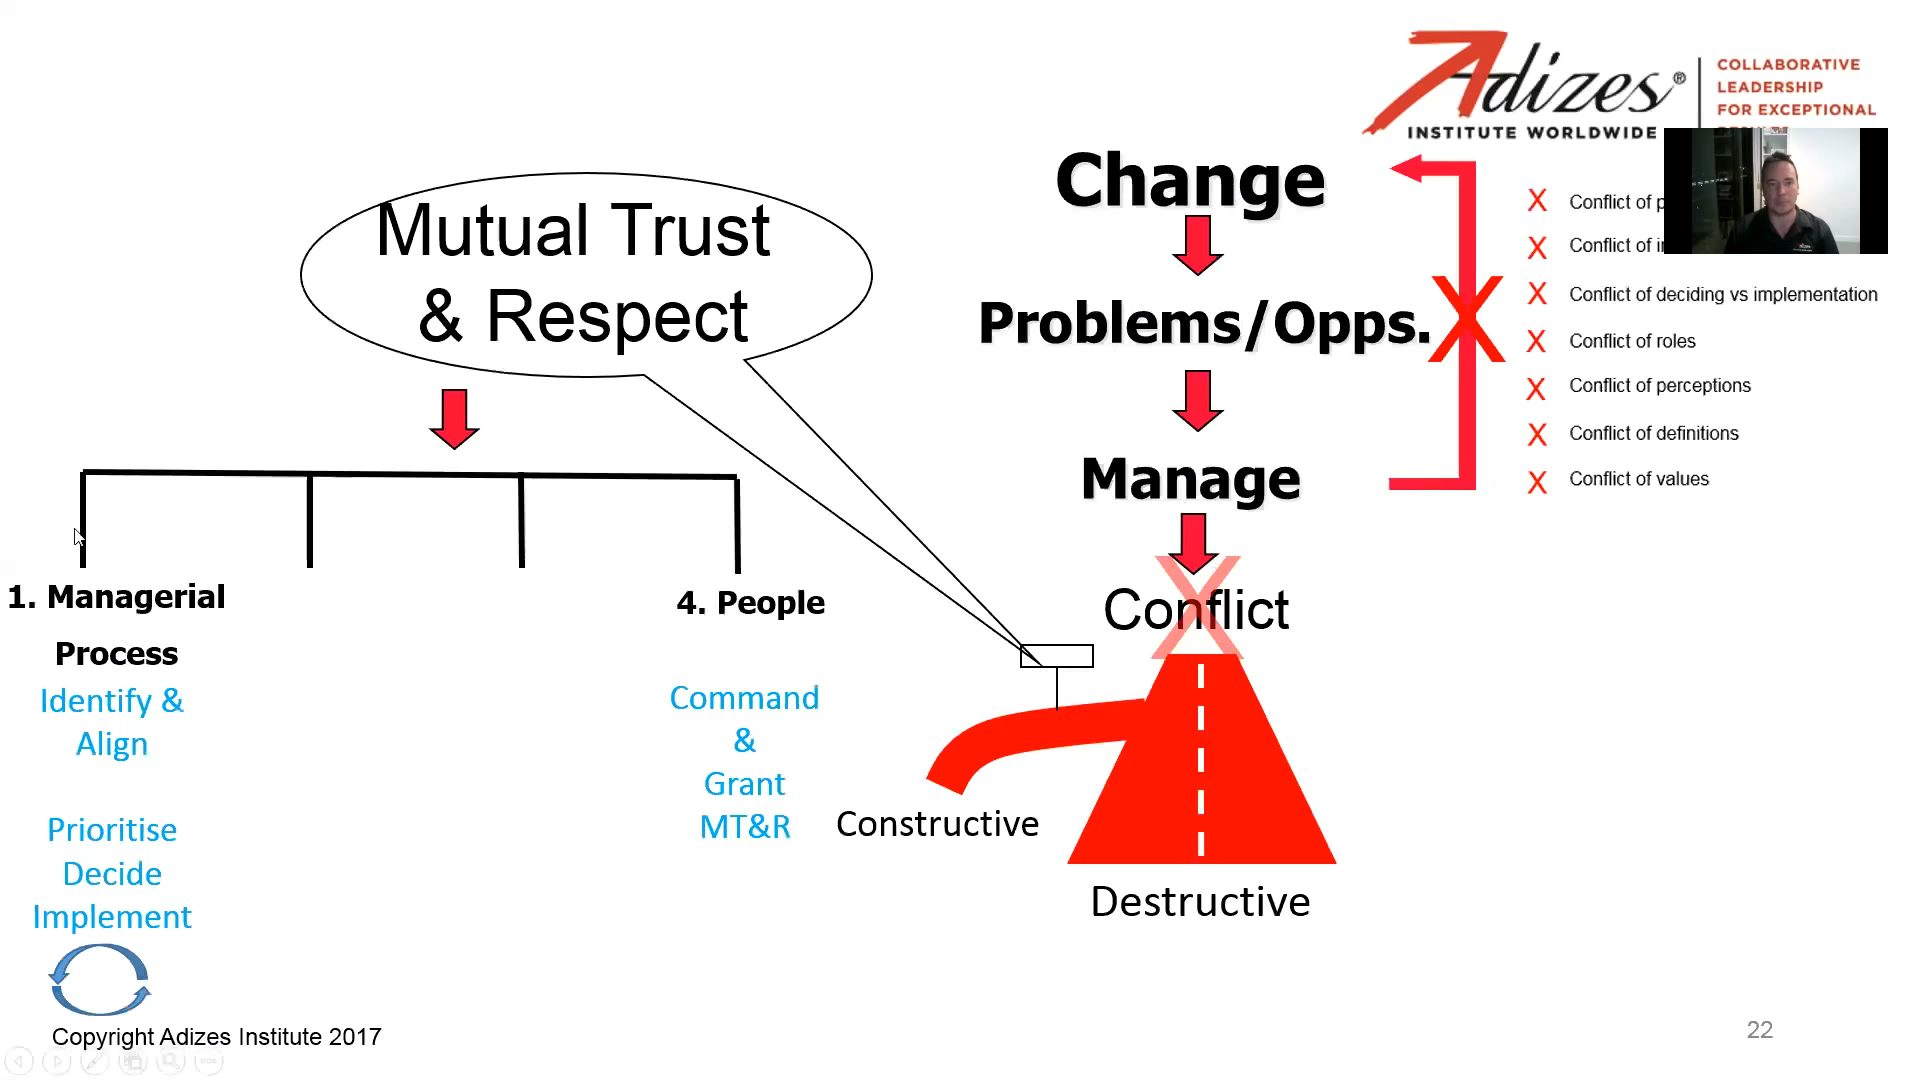 Adizes®
INSTITUTE WORLDWIDE
COLLABORATIVE
LEADERSHIP
FOR EXCEPTIONAL
Mutual Trust
& Respect
Change
Problems/Opps.
Manage
Conflict
Constructive
Destructive
X Conflict of
X Conflict of
X Conflict of deciding vs implementation
X Conflict of roles
X Conflict of perceptions
X Conflict of definitions
X Conflict of values
1. Managerial
Process
Identify &
Align
Prioritise
Decide
Implement
4. People
Command
&
Grant
MT&R
Copyright Adizes Institute 2017
22